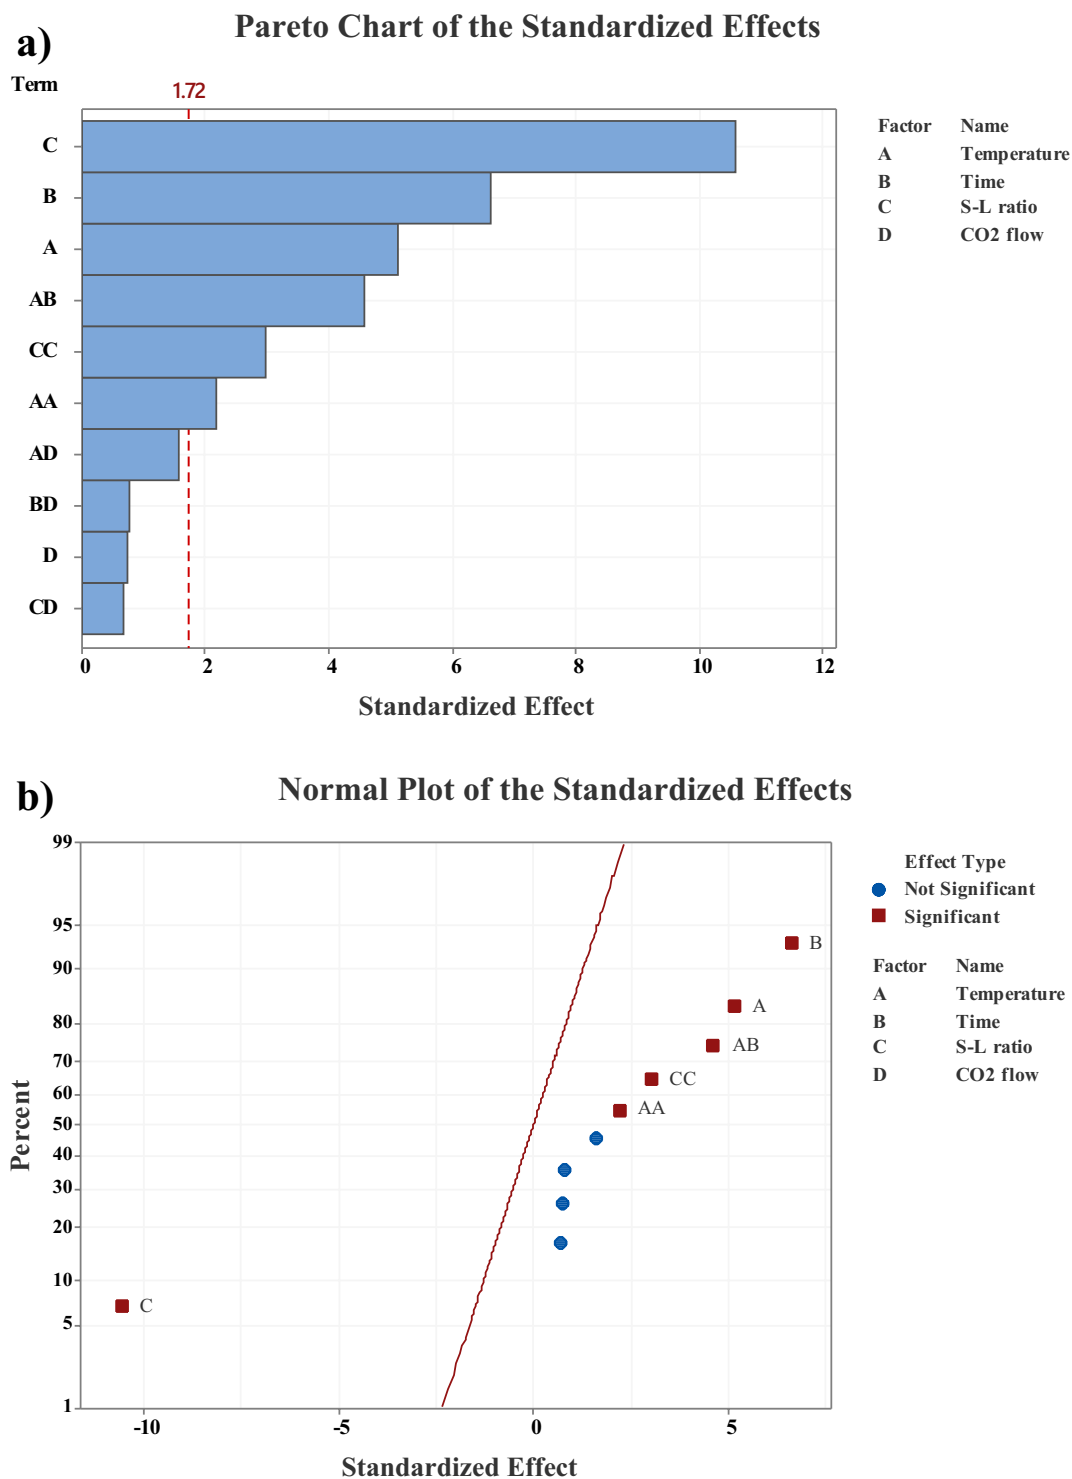 a)
Pareto Chart of the Standardized Effects
Term
1.72
C
B
A
AB
CC
AA
AD
BD
D
CD
0 2 4 6 8 10 12
Standardized Effect
Factor Name
A Temperature
B Time
C S-L ratio
D CO2 flow
b)
Normal Plot of the Standardized Effects
Percent
99
95
90
80
70
60
50
40
30
20
10
5
1
B
A
AB
CC
AA
C
-10 -5 0 5
Standardized Effect
Effect Type
Not Significant
Significant
Factor Name
A Temperature
B Time
C S-L ratio
D CO2 flow